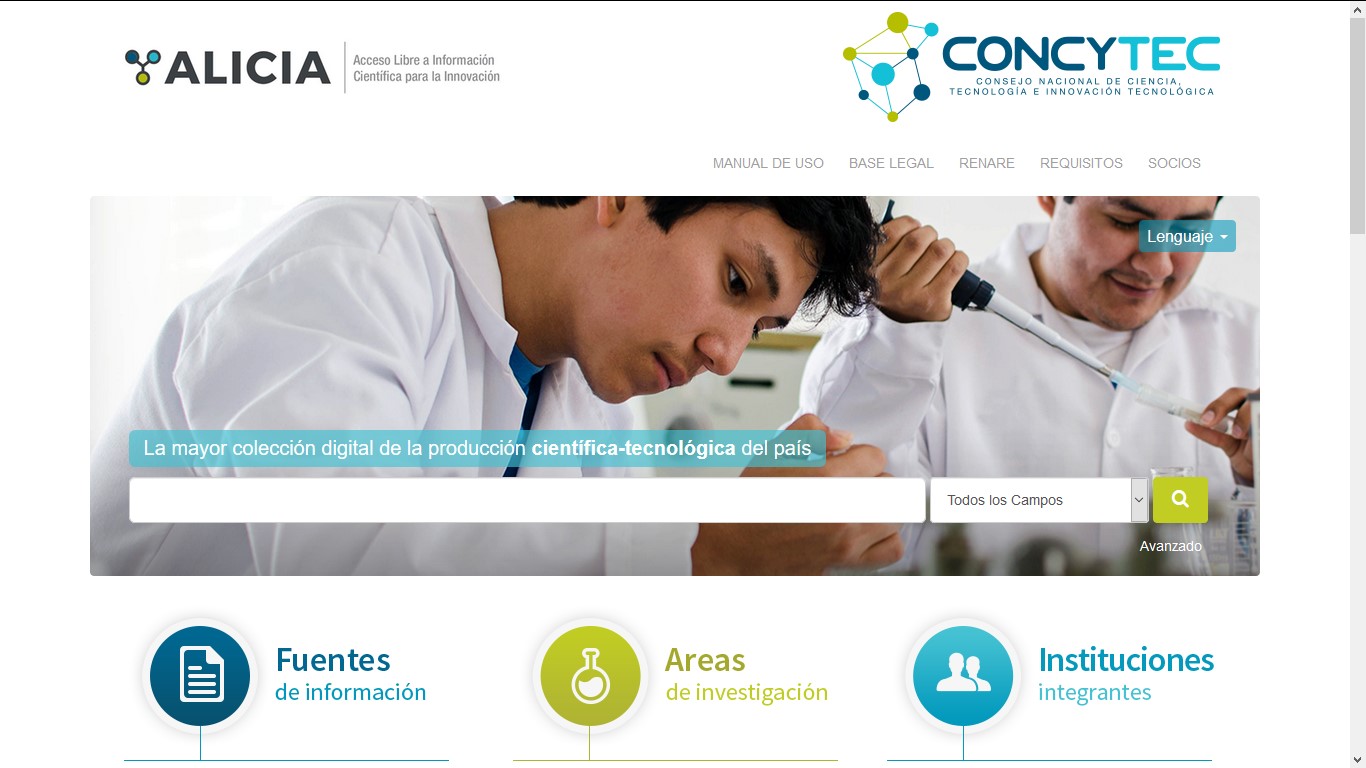 ALICIA
Acceso Libre a Información
Científica para la Innovación
CONCYTEC
CONSEJO NACIONAL DE CIENCIA,
TECNOLOGÍA E INNOVACIÓN TECNOLÓGICA
MANUAL DE USO BASE LEGAL RENARE REQUISITOS SOCIOS
Lenguaje
La mayor colección digital de la producción científica-tecnológica del país
Todos los Campos
Avanzado
Fuentes
de información
Areas
de investigación
Instituciones
integrantes